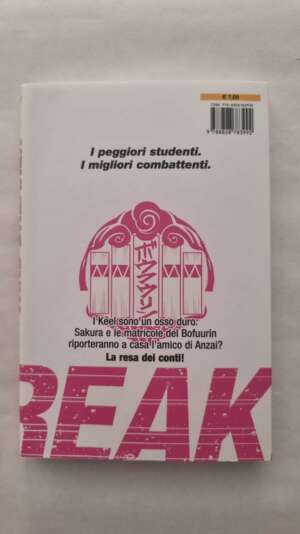 € 1,00
I peggiori studenti.
I migliori combattenti.
ボウフウリン
I Keel sono un osso duro.
Sakura e le matricole del Bofuurin
riporteranno a casa l'amico di Anzai?
La resa dei conti!
REAK